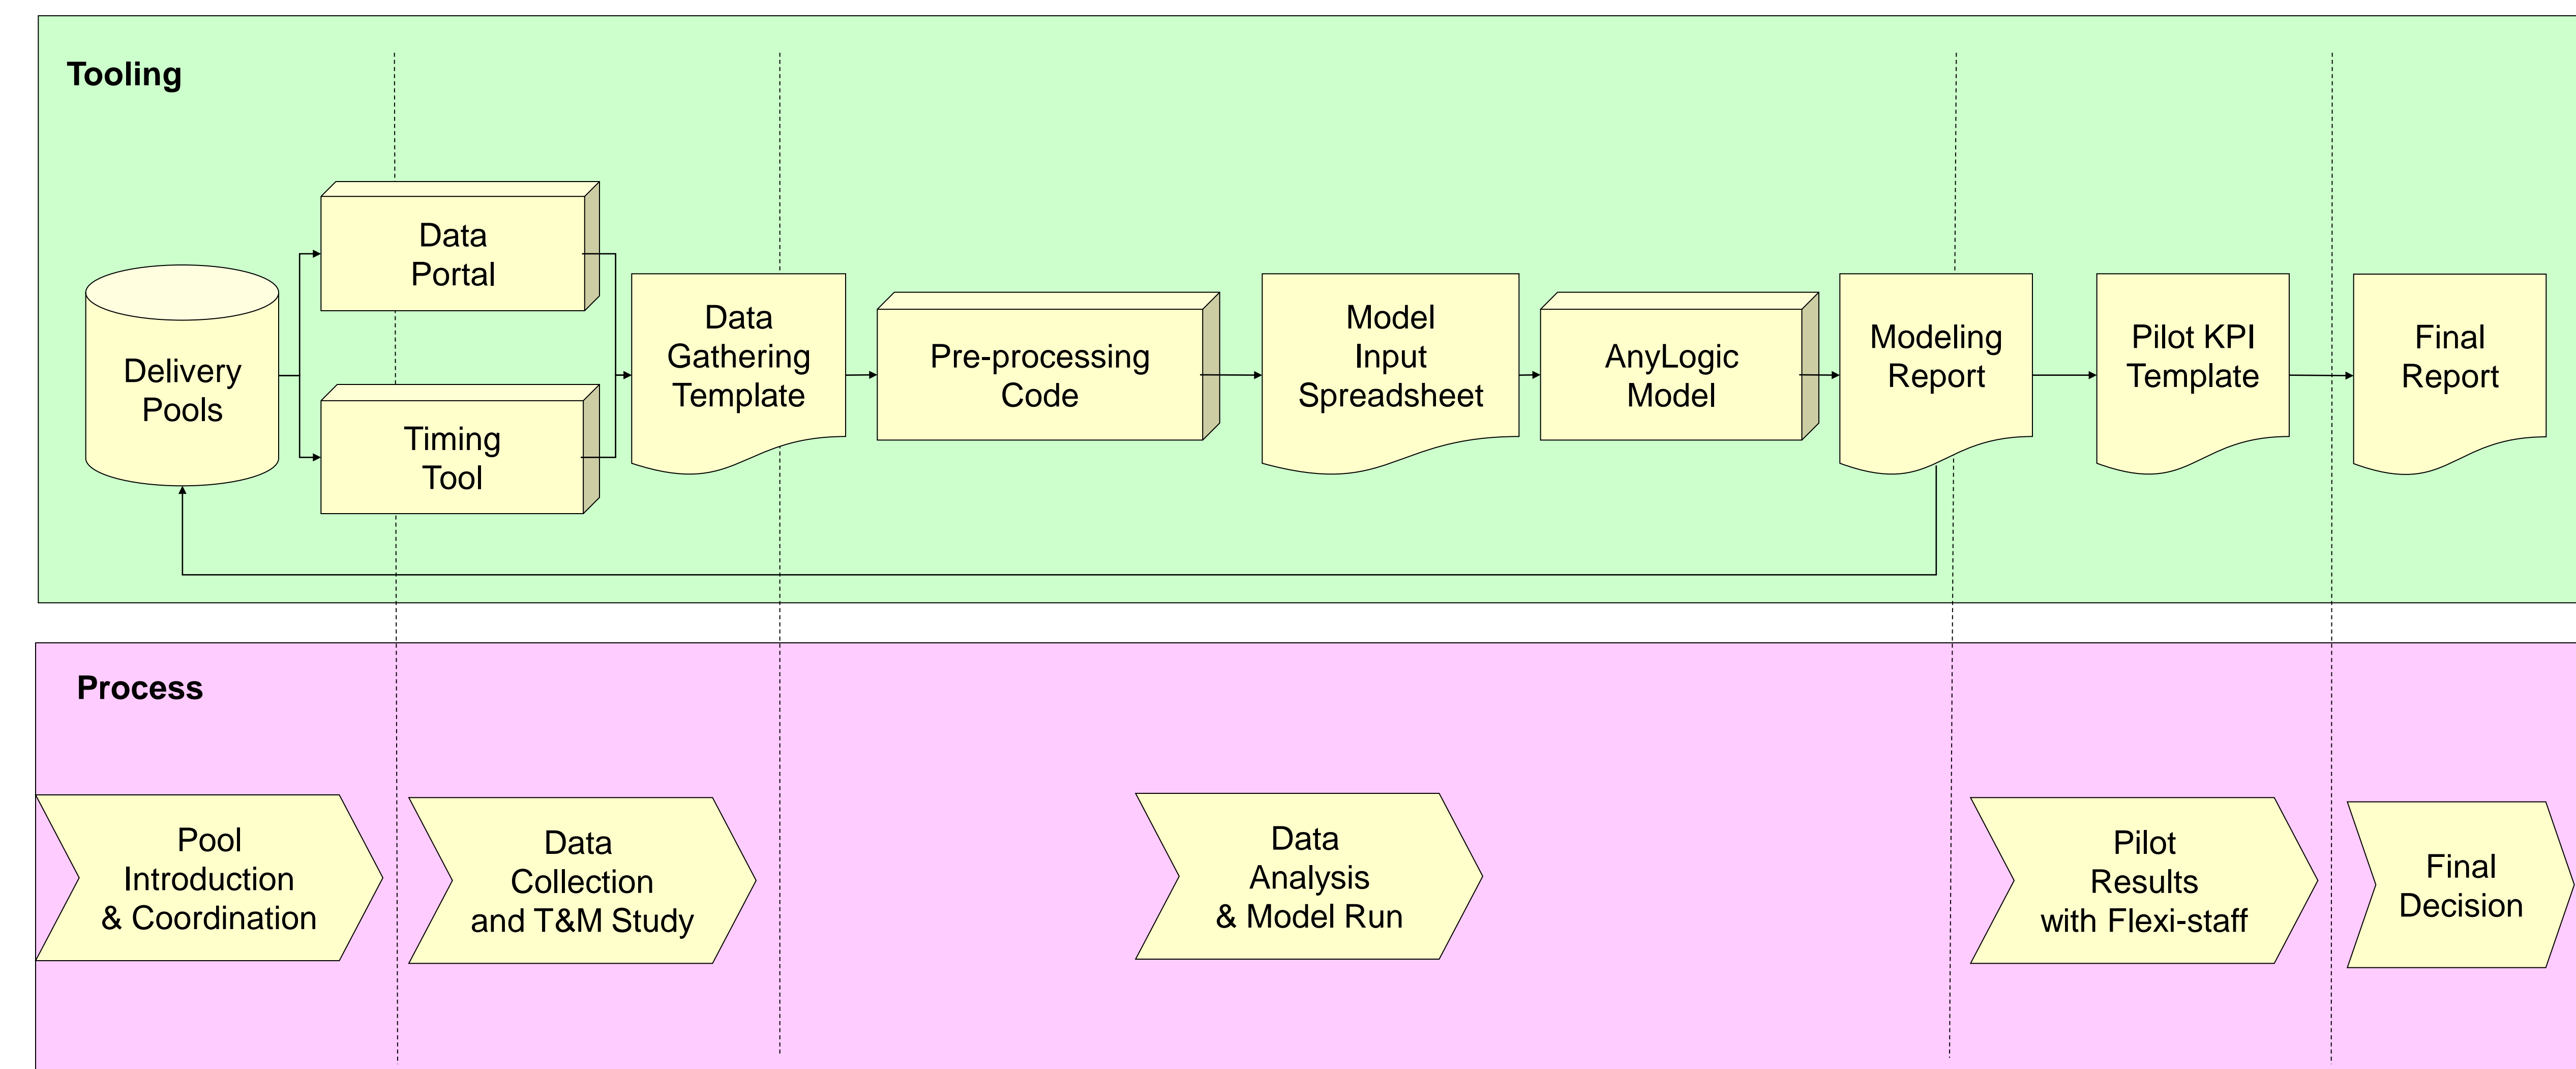 Tooling
Data
Portal
Delivery
Pools
Timing
Tool
Data
Gathering
Template
Pre-processing
Code
Model
Input
Spreadsheet
AnyLogic
Model
Modeling
Report
Pilot KPI
Template
Final
Report
Process
Pool
Introduction
& Coordination
Data
Collection
and T&M Study
Data
Analysis
& Model Run
Pilot
Results
with Flexi-staff
Final
Decision